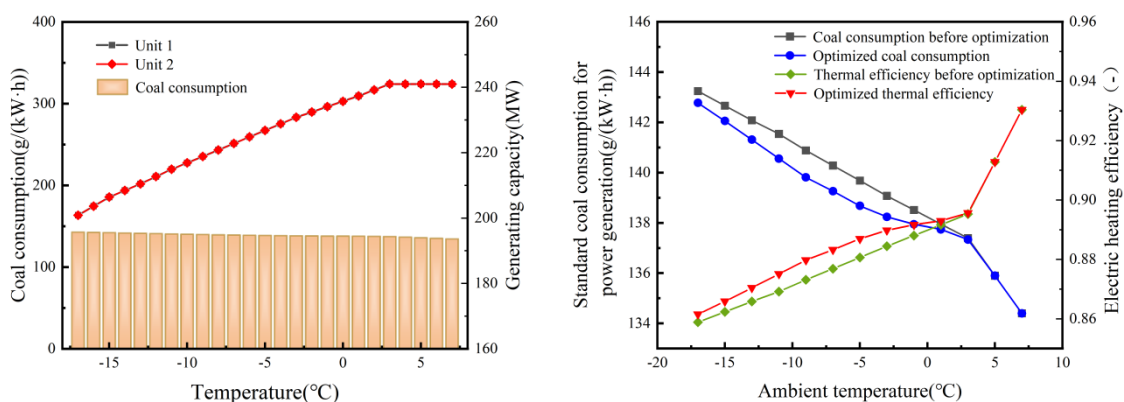 400
300
200
100
0
Coal consumption(g/(kW·h))
Unit 1
Unit 2
Coal consumption
260
240
220
200
180
160
Generating capacity(MW)
-15
-10
-5
0
5
Temperature(℃)
146
144
142
140
138
136
134
Standard coal consumption for
power generation(g/(kW·h))
Coal consumption before optimization
Optimized coal consumption
Thermal efficiency before optimization
Optimized thermal efficiency
0.96
0.94
0.92
0.90
0.88
0.86
Electric heating efficiency (-)
-20
-15
-10
-5
0
5
10
Ambient temperature(℃)